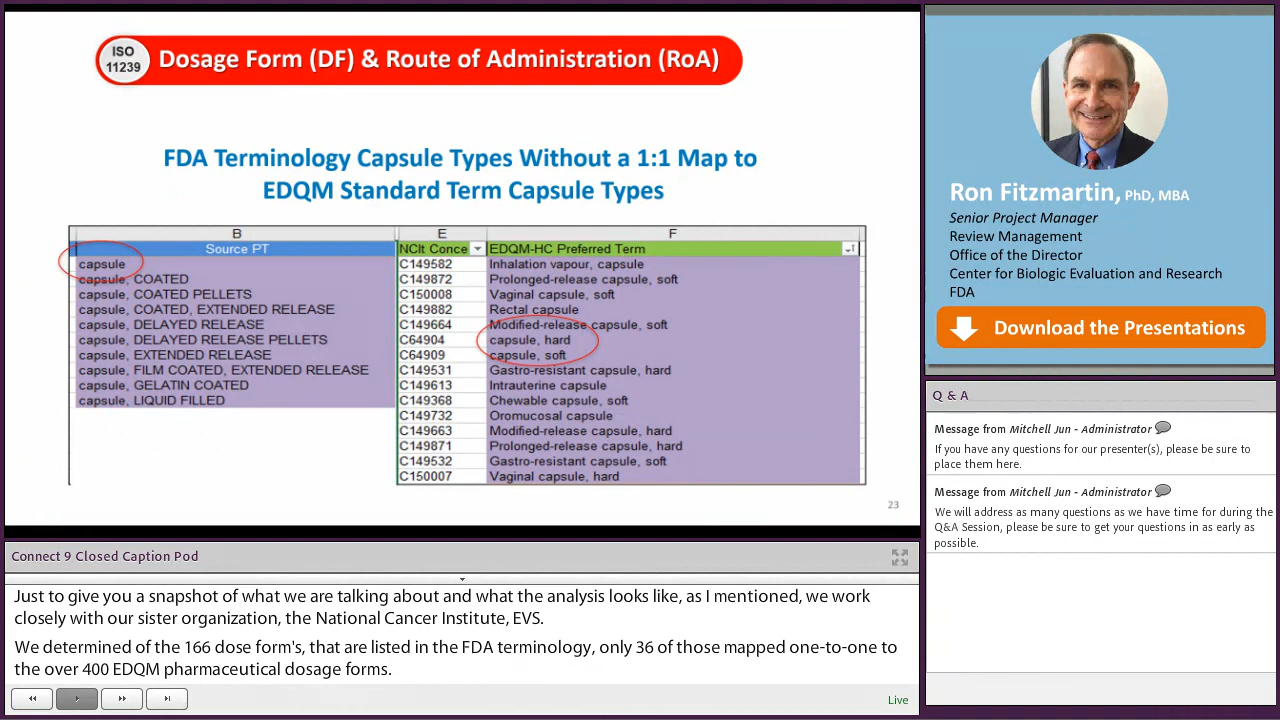 ISO
11239
Dosage Form (DF) & Route of Administration (RoA)
FDA Terminology Capsule Types Without a 1:1 Map to
EDQM Standard Term Capsule Types
B
Source PT
capsule
capsule, COATED
capsule, COATED PELLETS
capsule, COATED, EXTENDED RELEASE
capsule, DELAYED RELEASE
capsule, DELAYED RELEASE PELLETS
capsule, EXTENDED RELEASE
capsule, FILM COATED, EXTENDED RELEASE
capsule, GELATIN COATED
capsule, LIQUID FILLED
E F
NCIt Conce EDQM-HC Preferred Term
C149582 Inhalation vapour, capsule
C149872 Prolonged-release capsule, soft
C150008 Vaginal capsule, soft
C149882 Rectal capsule
C149664 Modified-release capsule, soft
C64904 capsule, hard
C64909 capsule, soft
C149531 Gastro-resistant capsule, hard
C149613 Intrauterine capsule
C149368 Chewable capsule, soft
C149732 Oromucosal capsule
C149663 Modified-release capsule, hard
C149871 Prolonged-release capsule, hard
C149532 Gastro-resistant capsule, soft
C150007 Vaginal capsule, hard
23
Connect 9 Closed Caption Pod
Just to give you a snapshot of what we are talking about and what the analysis looks like, as I mentioned, we work
closely with our sister organization, the National Cancer Institute, EVS.
We determined of the 166 dose form's, that are listed in the FDA terminology, only 36 of those mapped one-to-one to
the over 400 EDQM pharmaceutical dosage forms.
Live
Ron Fitzmartin, PhD, MBA
Senior Project Manager
Review Management
Office of the Director
Center for Biologic Evaluation and Research
FDA
Download the Presentations
Q & A
Message from Mitchell Jun - Administrator
If you have any questions for our presenter(s), please be sure to
place them here.
Message from Mitchell Jun - Administrator
We will address as many questions as we have time for during the
Q&A Session, please be sure to get your questions in as early as
possible.